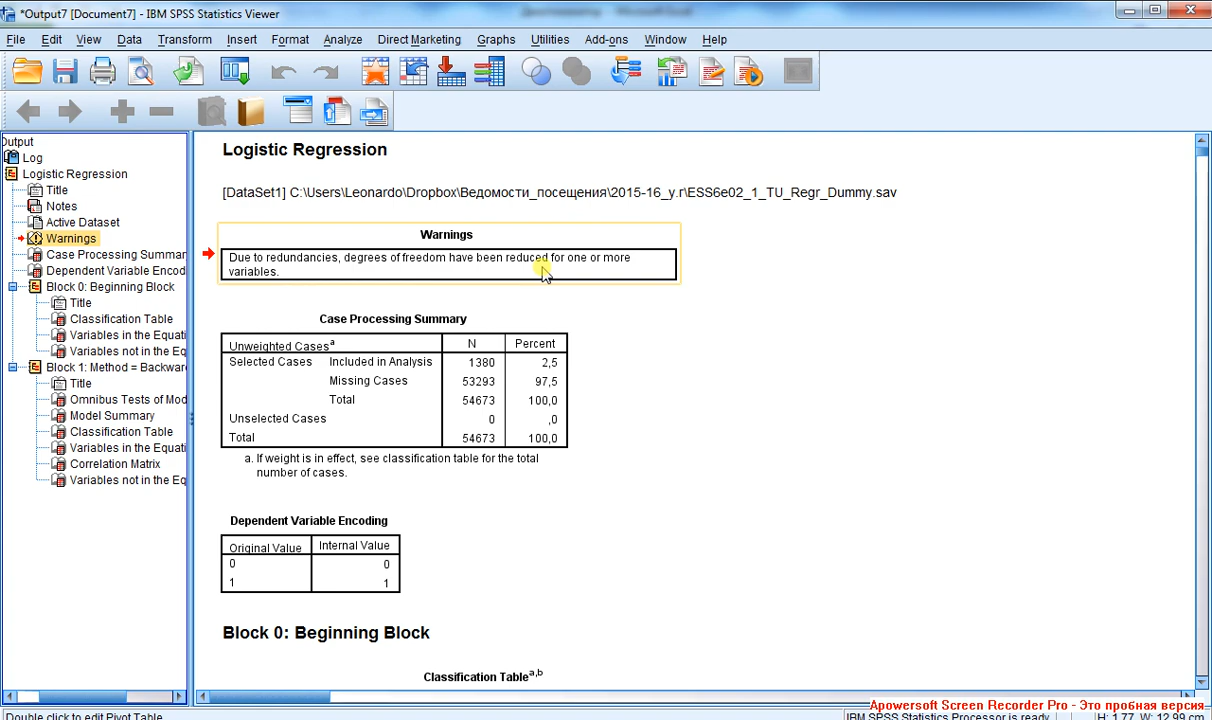 *Output7 [Document7] - IBM SPSS Statistics Viewer
File Edit View Data Transform Insert Format Analyze Direct Marketing Graphs Utilities Add-ons Window Help
Output
Log
Logistic Regression
Title
Notes
Active Dataset
Warnings
Case Processing Summar
Dependent Variable Encod
Block 0: Beginning Block
Title
Classification Table
Variables in the Equati
Variables not in the Eq
Block 1: Method = Backwar
Title
Omnibus Tests of Mod
Model Summary
Classification Table
Variables in the Equati
Correlation Matrix
Variables not in the Eq
Logistic Regression
[DataSet1] C:\Users\Leonardo\Dropbox\Ведомости_посещения\2015-16_y.r\ESS6e02_1_TU_Regr_Dummy.sav
Warnings
Due to redundancies, degrees of freedom have been reduced for one or more
variables.
Case Processing Summary
Unweighted Casesª N Percent
Selected Cases Included in Analysis 1380 2,5
Missing Cases 53293 97,5
Total 54673 100,0
Unselected Cases 0 ,0
Total 54673 100,0
a. If weight is in effect, see classification table for the total
number of cases.
Dependent Variable Encoding
Original Value Internal Value
0 0
1 1
Block 0: Beginning Block
Classification Tableª,ᵇ
Apowersoft Screen Recorder Pro - Это пробная версия
Double click to edit Pivot Table IBM SPSS Statistics Processor is ready H: 1.77, W: 12.99 cm